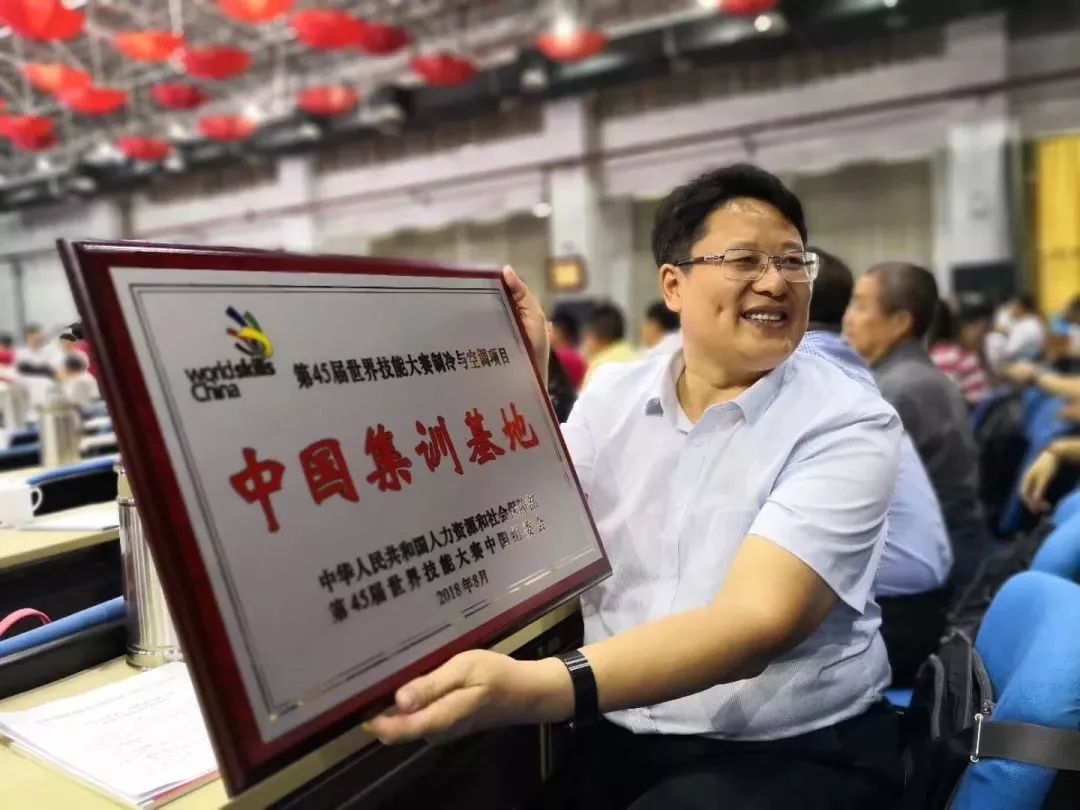 worldskills
China
第45届世界技能大赛制冷与空调项目
中国集训基地
中华人民共和国人力资源和社会保障部
第45届世界技能大赛中国组委会
2018年8月